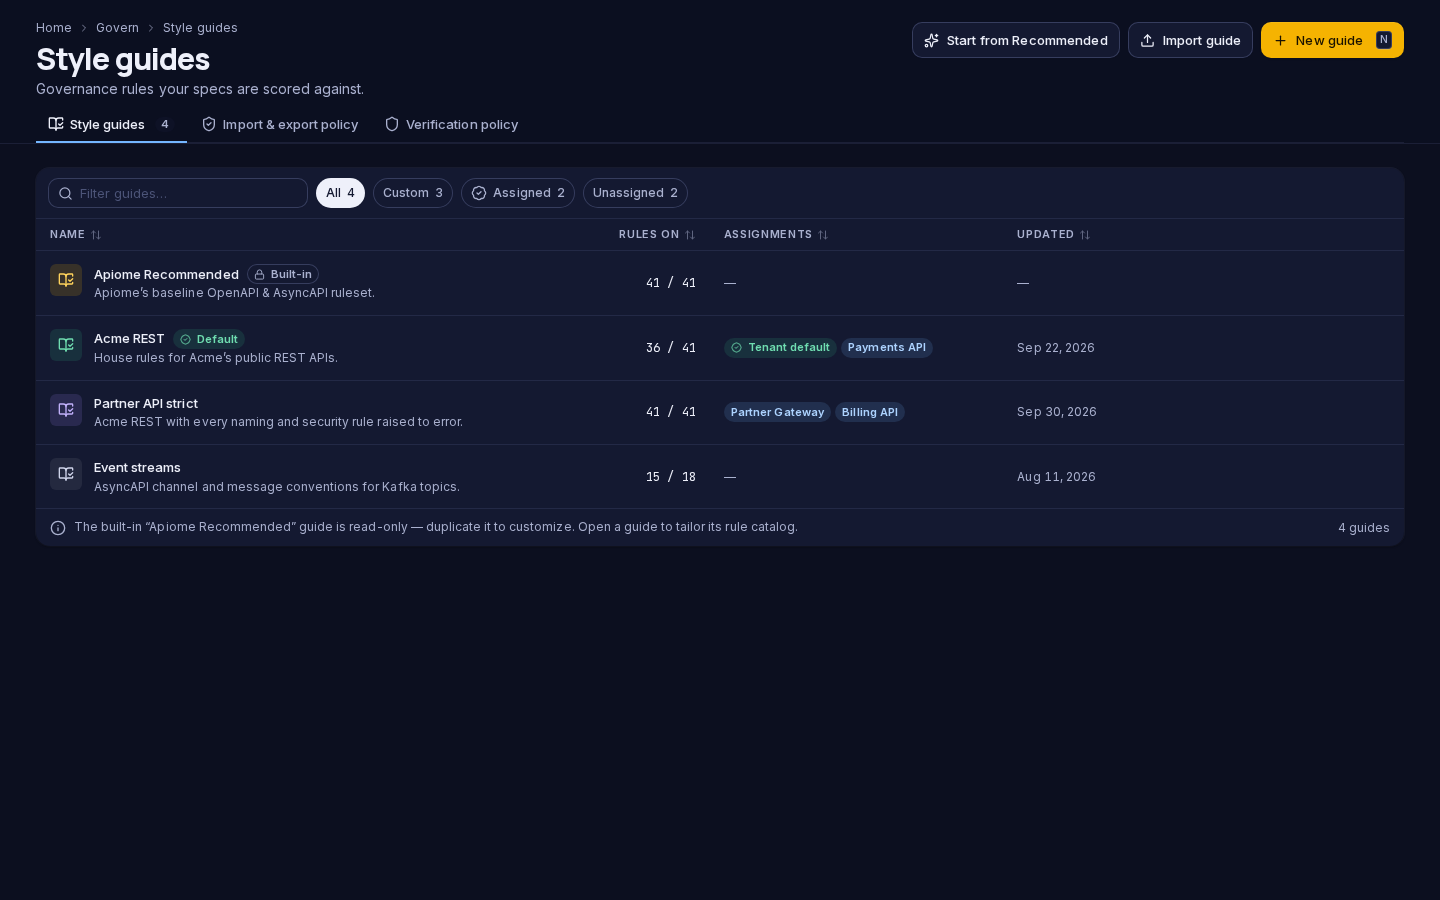 Home > Govern > Style guides
Style guides
Governance rules your specs are scored against.
Start from Recommended
Import guide
New guide N
Style guides 4
Import & export policy
Verification policy
Filter guides...
All 4
Custom 3
Assigned 2
Unassigned 2
NAME
RULES ON
ASSIGNMENTS
UPDATED
Apiome Recommended Built-in
Apiome’s baseline OpenAPI & AsyncAPI ruleset.
41 / 41
—
—
Acme REST Default
House rules for Acme’s public REST APIs.
36 / 41
Tenant default Payments API
Sep 22, 2026
Partner API strict
Acme REST with every naming and security rule raised to error.
41 / 41
Partner Gateway Billing API
Sep 30, 2026
Event streams
AsyncAPI channel and message conventions for Kafka topics.
15 / 18
—
Aug 11, 2026
The built-in “Apiome Recommended” guide is read-only — duplicate it to customize. Open a guide to tailor its rule catalog.
4 guides